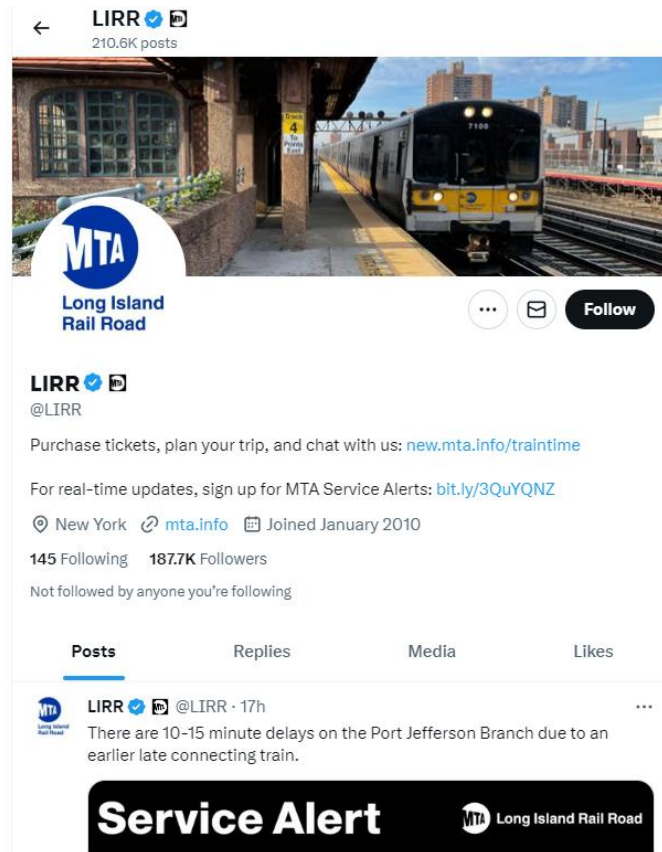 LIRR
210.6K posts
Track
4
To
Points
East
7100
MTA
Long Island
Rail Road
Follow
LIRR
@LIRR
Purchase tickets, plan your trip, and chat with us: new.mta.info/traintime
For real-time updates, sign up for MTA Service Alerts: bit.ly/3QuYQNZ
New York mta.info Joined January 2010
145 Following 187.7K Followers
Not followed by anyone you're following
Posts Replies Media Likes
MTA
Long Island
Rail Road
LIRR @LIRR · 17h
There are 10-15 minute delays on the Port Jefferson Branch due to an
earlier late connecting train.
Service Alert MTA Long Island Rail Road